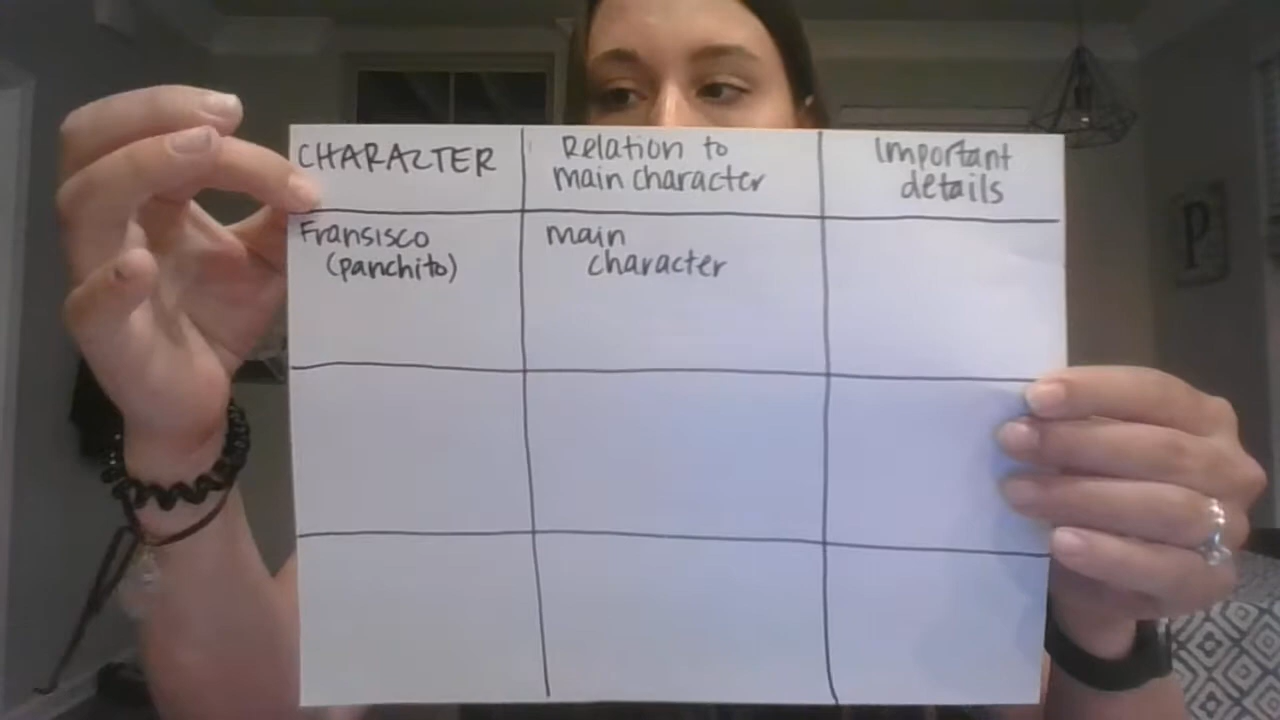 CHARACTER
Relation to
main character
Important
details
Fransisco
(panchito)
main
character
P